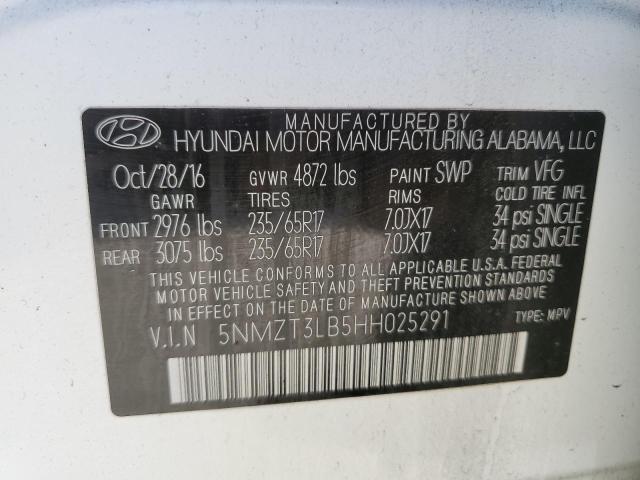 MANUFACTURED BY
HYUNDAI MOTOR MANUFACTURING ALABAMA, LLC
Oct/28/16 GVWR 4872 lbs PAINT SWP TRIM VFG
GAWR TIRES RIMS COLD TIRE INFL
FRONT 2976 lbs 235/65R17 7.0JX17 34 psi SINGLE
REAR 3075 lbs 235/65R17 7.0JX17 34 psi SINGLE
THIS VEHICLE CONFORMS TO ALL APPLICABLE U.S.A. FEDERAL
MOTOR VEHICLE SAFETY AND THEFT PREVENTION STANDARDS
IN EFFECT ON THE DATE OF MANUFACTURE SHOWN ABOVE.
V.I.N 5NMZT3LB5HH025291 TYPE: MPV